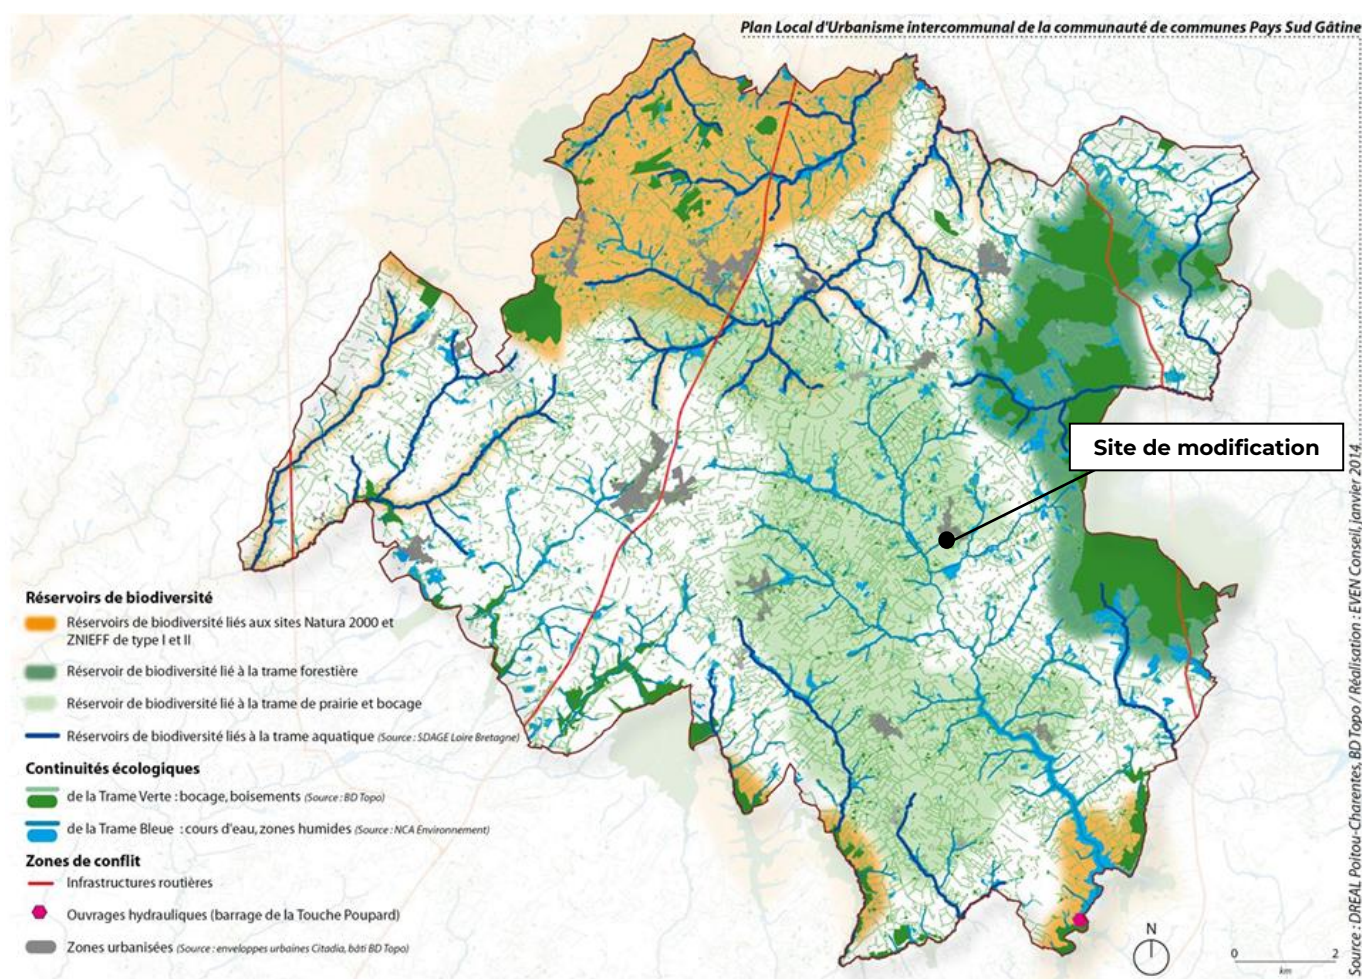 Plan Local d'Urbanisme intercommunal de la communauté de communes Pays Sud Gâtine
Site de modification
Réservoirs de biodiversité
Réservoirs de biodiversité liés aux sites Natura 2000 et
ZNIEFF de type I et II
Réservoir de biodiversité lié à la trame forestière
Réservoir de biodiversité lié à la trame de prairie et bocage
Réservoirs de biodiversité liés à la trame aquatique (Source : SDAGE Loire Bretagne)
Continuités écologiques
de la Trame Verte : bocage, boisements (Source : BD Topo)
de la Trame Bleue : cours d'eau, zones humides (Source : NCA Environnement)
Zones de conflit
Infrastructures routières
Ouvrages hydrauliques (barrage de la Touche Poupard)
Zones urbanisées (Source : enveloppes urbaines Citadia, bâti BD Topo)
N
0 2
km
Source : DREAL Poitou-Charentes, BD Topo / Réalisation : EVEN Conseil, janvier 2014